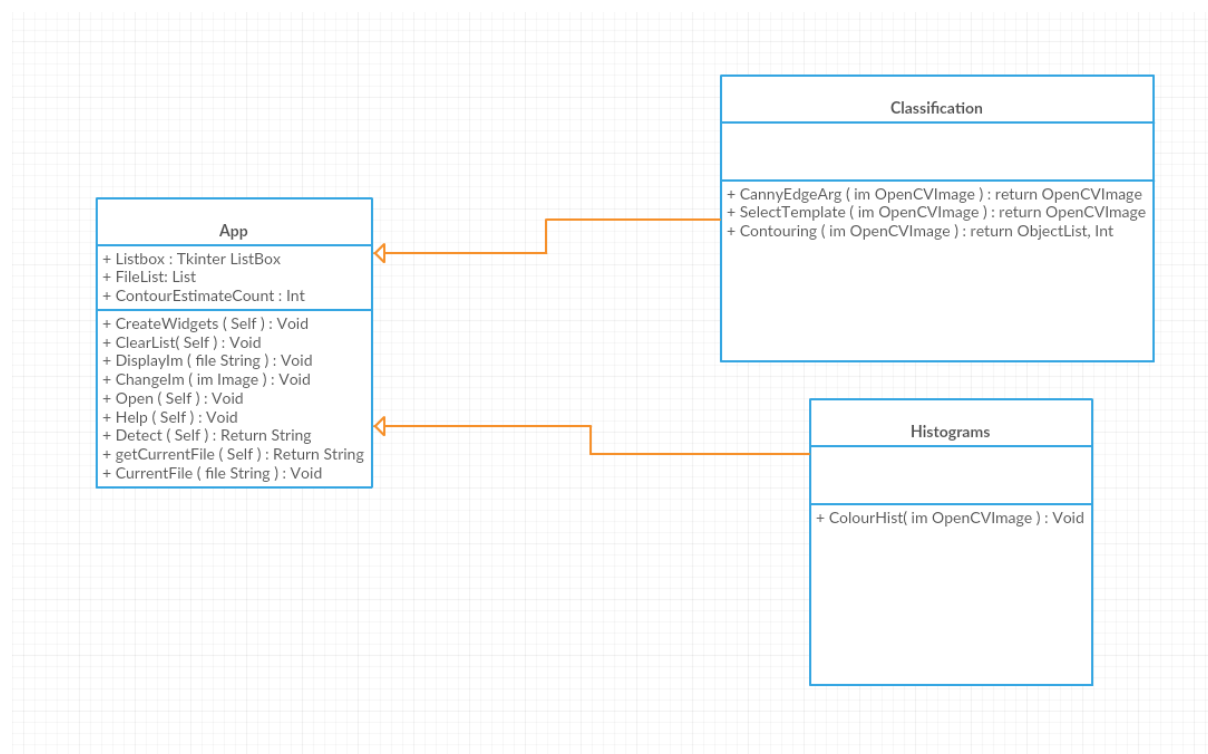 App
+ Listbox : Tkinter ListBox
+ FileList: List
+ ContourEstimateCount : Int
+ CreateWidgets ( Self ) : Void
+ ClearList( Self ) : Void
+ DisplayIm ( file String ) : Void
+ ChangeIm ( im Image ) : Void
+ Open ( Self ) : Void
+ Help ( Self ) : Void
+ Detect ( Self ) : Return String
+ getCurrentFile ( Self ) : Return String
+ CurrentFile ( file String ) : Void
Classification
+ CannyEdgeArg ( im OpenCVImage ) : return OpenCVImage
+ SelectTemplate ( im OpenCVImage ) : return OpenCVImage
+ Contouring ( im OpenCVImage ) : return ObjectList, Int
Histograms
+ ColourHist( im OpenCVImage ) : Void